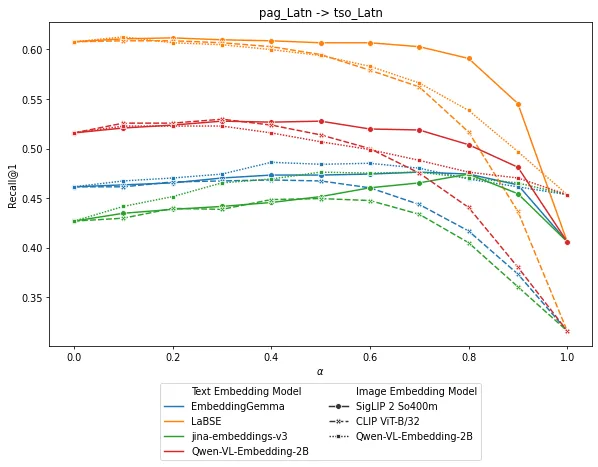 pag_Latn -> tso_Latn
Recall@1
0.60
0.55
0.50
0.45
0.40
0.35
0.0 0.2 0.4 0.6 0.8 1.0
α
Text Embedding Model Image Embedding Model
EmbeddingGemma SigLIP 2 So400m
LaBSE CLIP ViT-B/32
jina-embeddings-v3 Qwen-VL-Embedding-2B
Qwen-VL-Embedding-2B